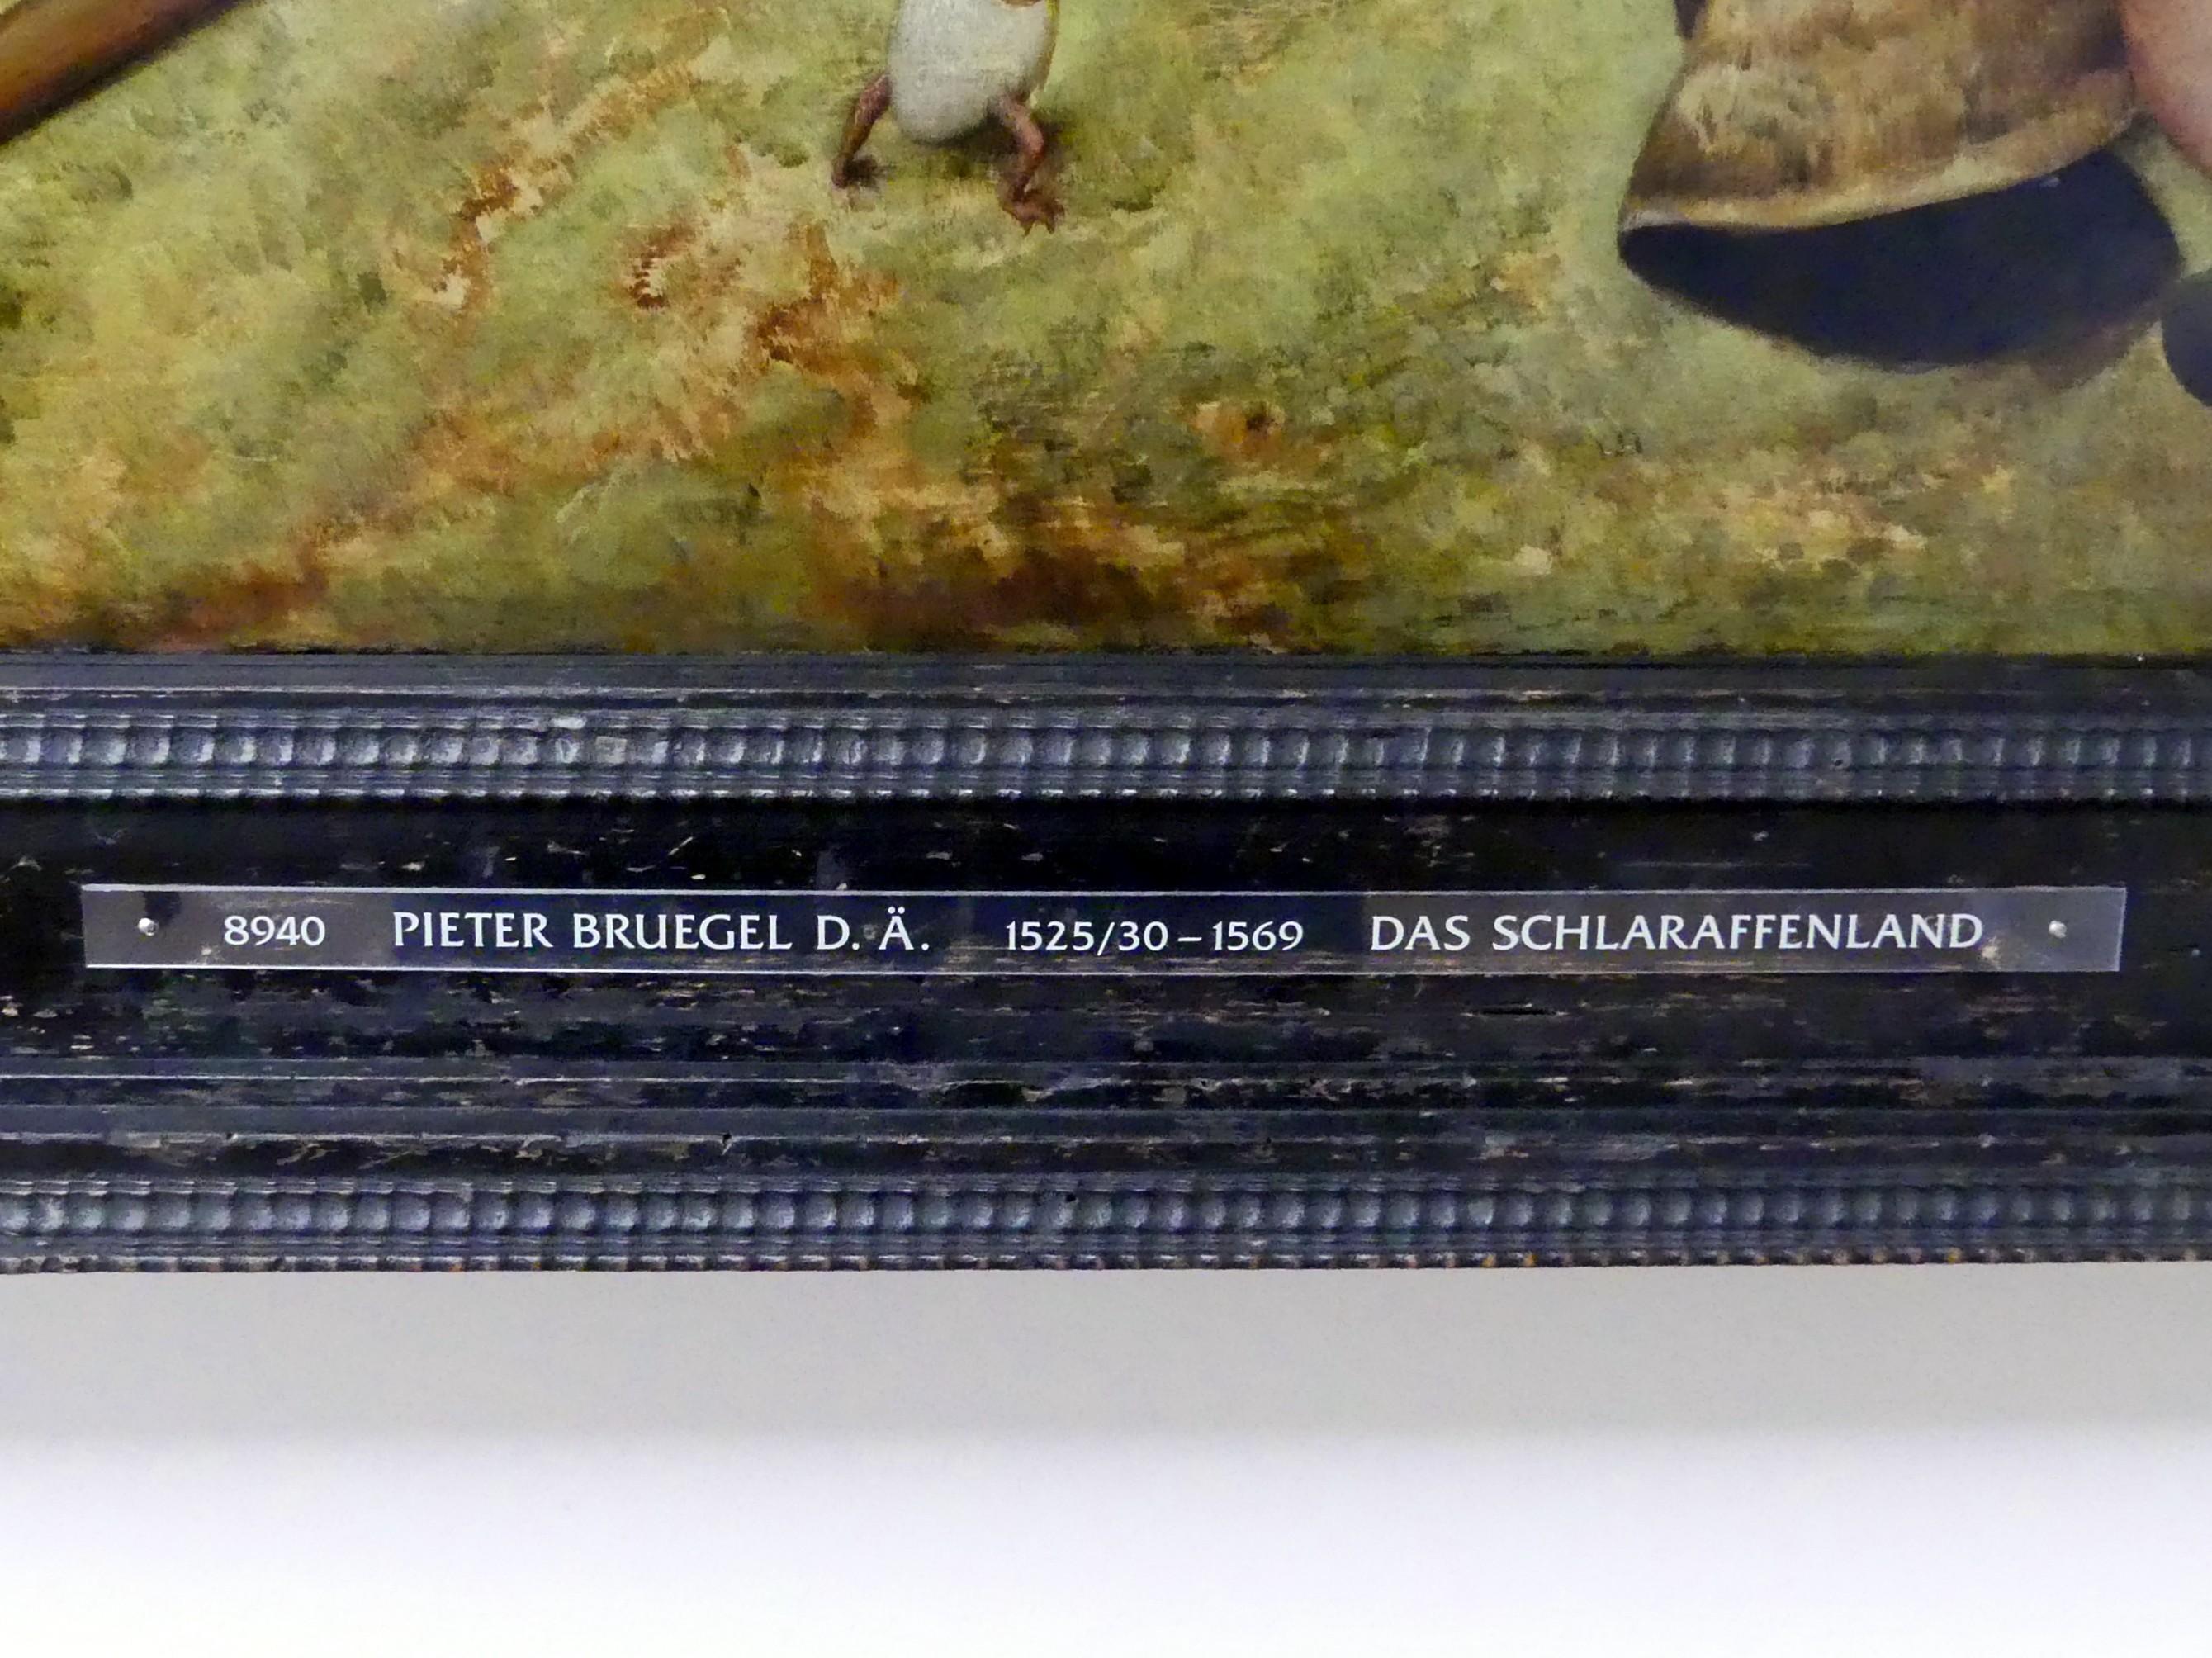 8940 PIETER BRUEGEL D. Ä. 1525/30 – 1569 DAS SCHLARAFFENLAND